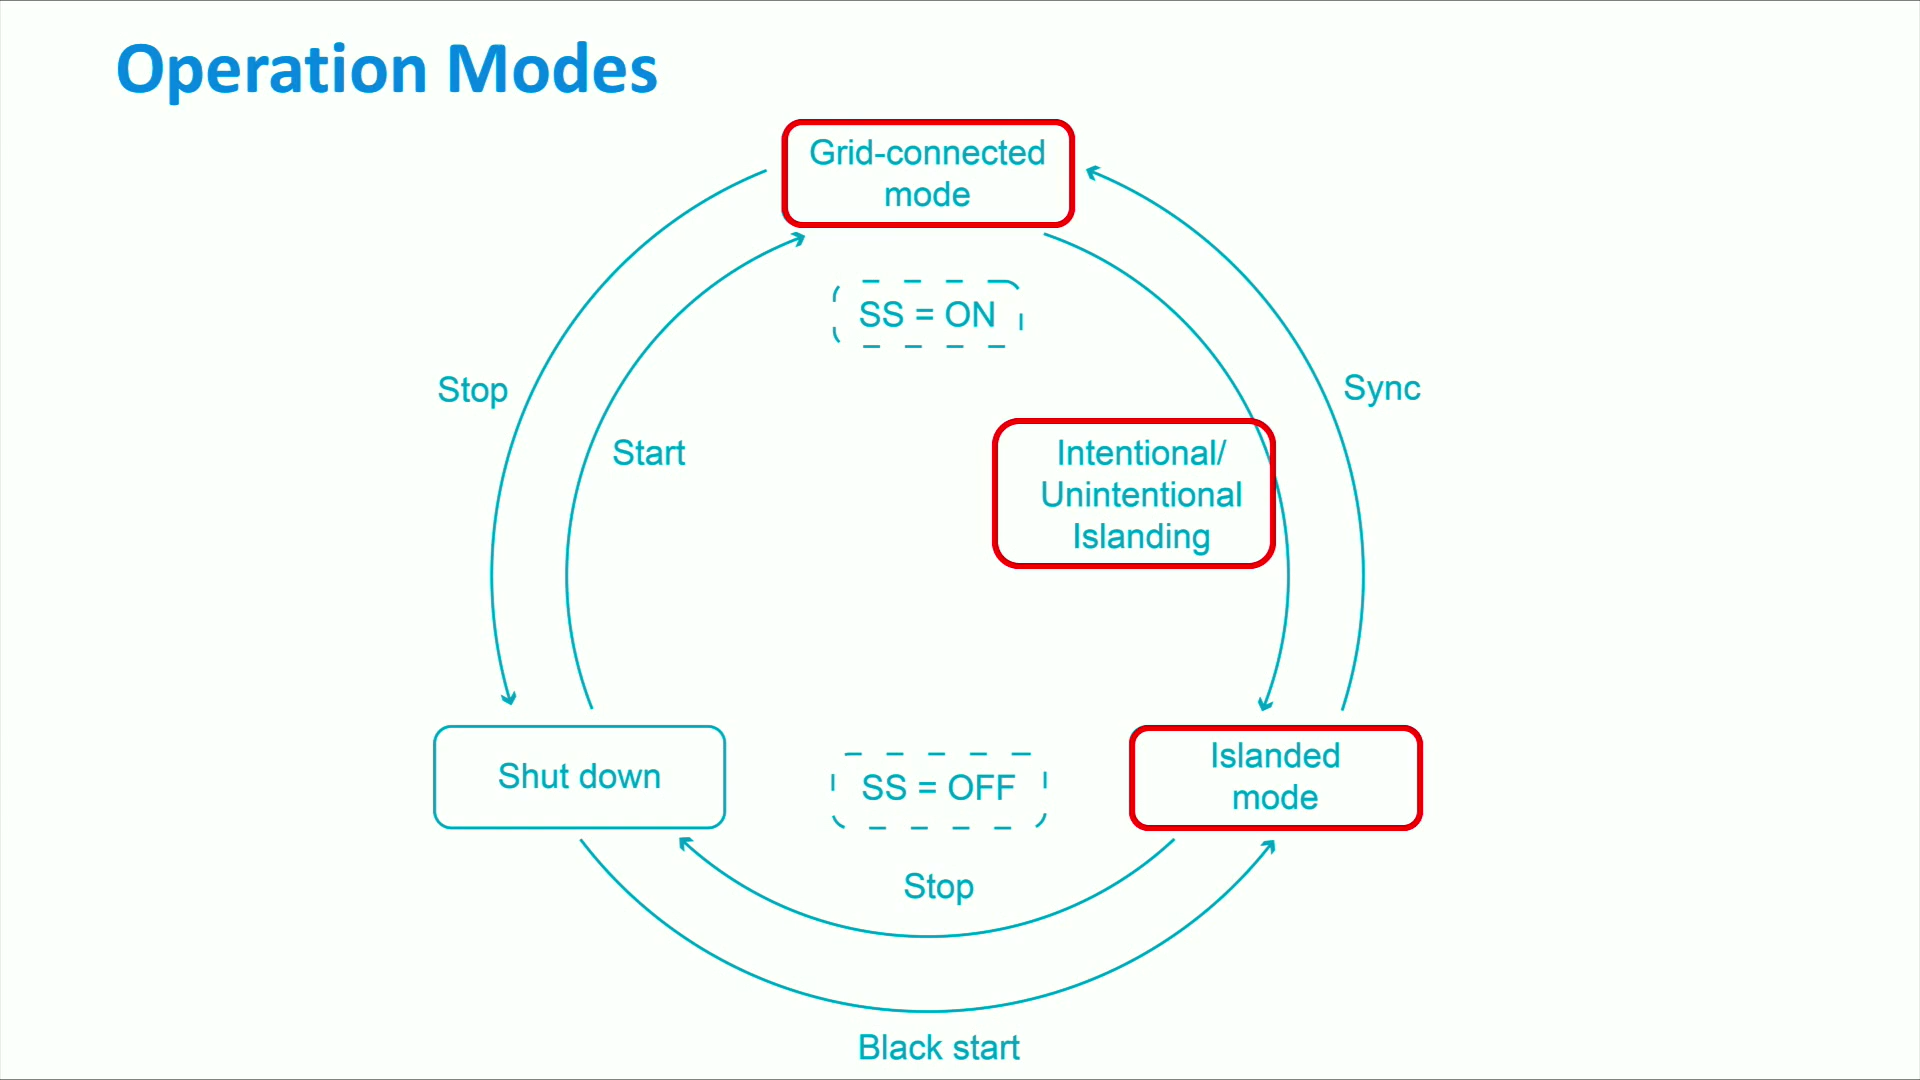 Operation Modes
Grid-connected
mode
SS = ON
Stop
Sync
Start
Intentional/
Unintentional
Islanding
Shut down
SS = OFF
Islanded
mode
Stop
Black start